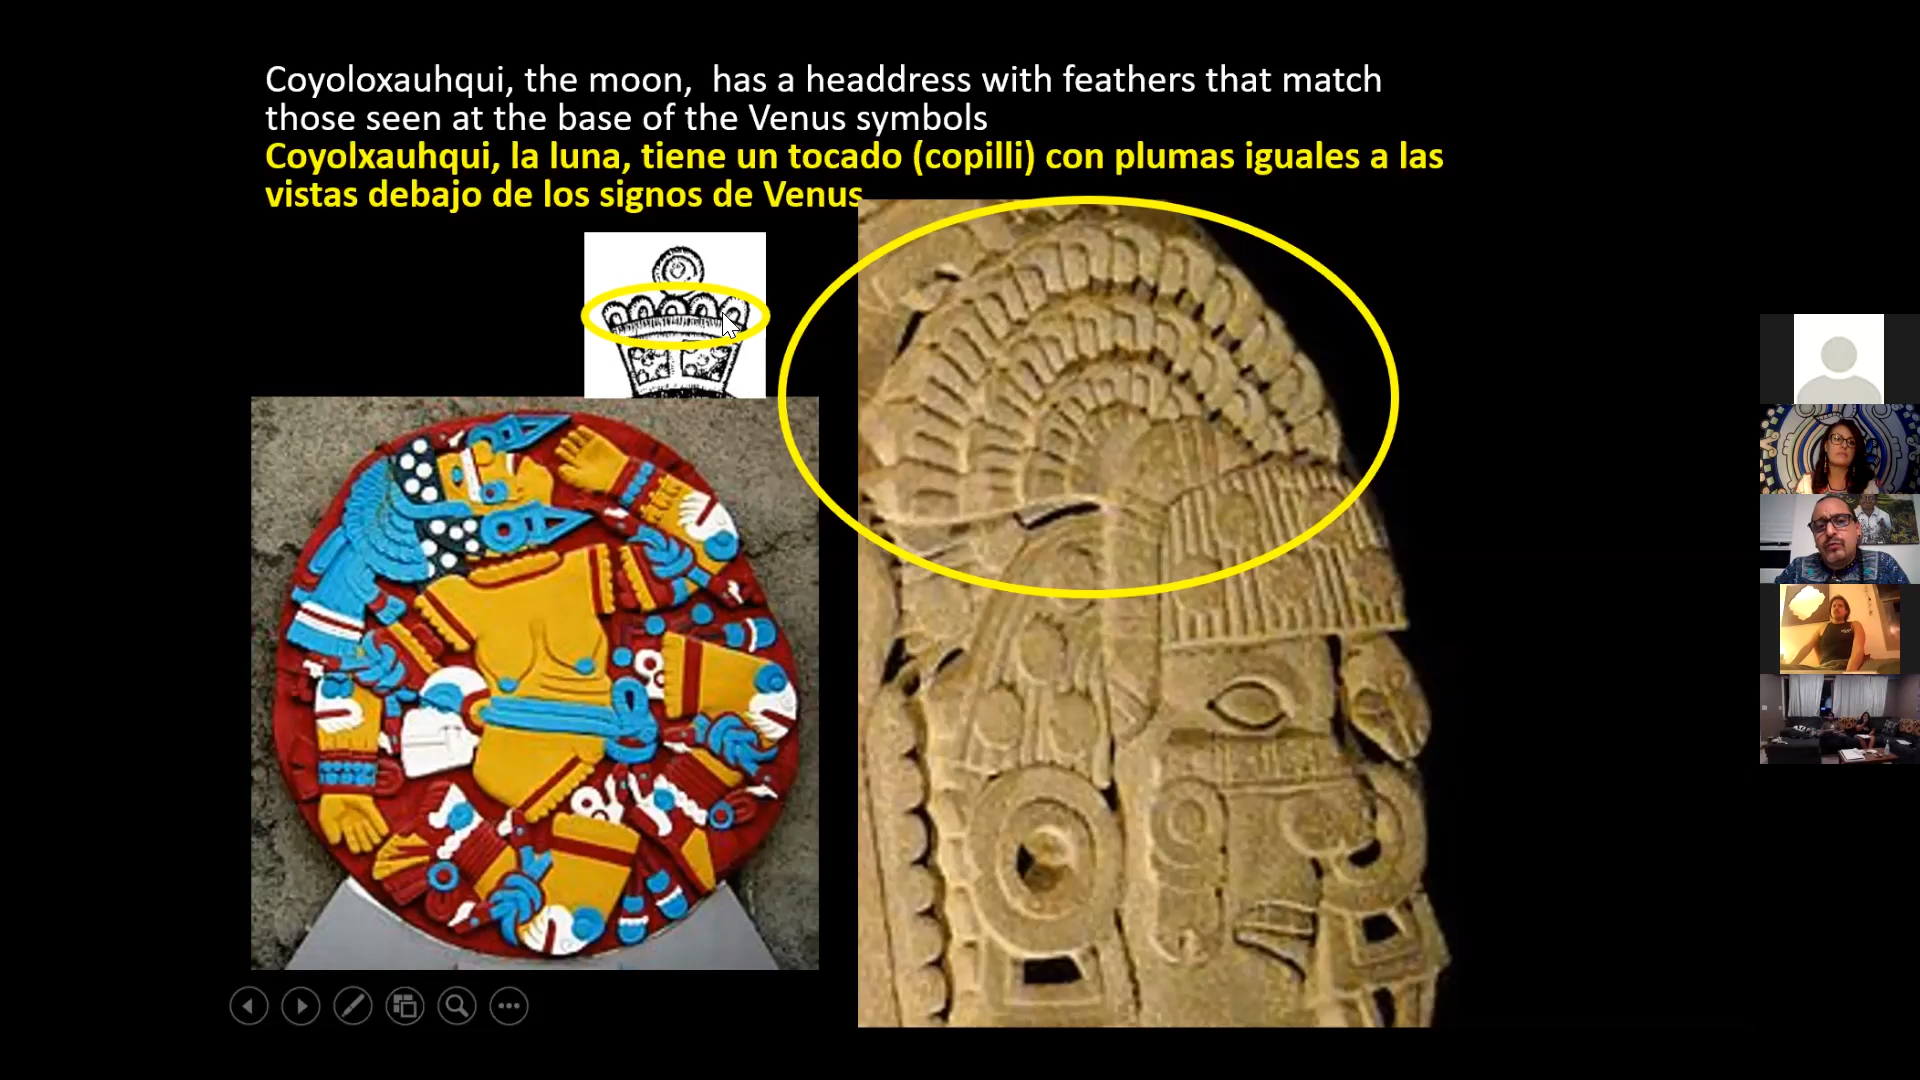 Coyoloxauhqui, the moon,  has a headdress with feathers that match
those seen at the base of the Venus symbols
Coyolxauhqui, la luna, tiene un tocado (copilli) con plumas iguales a las
vistas debajo de los signos de Venus